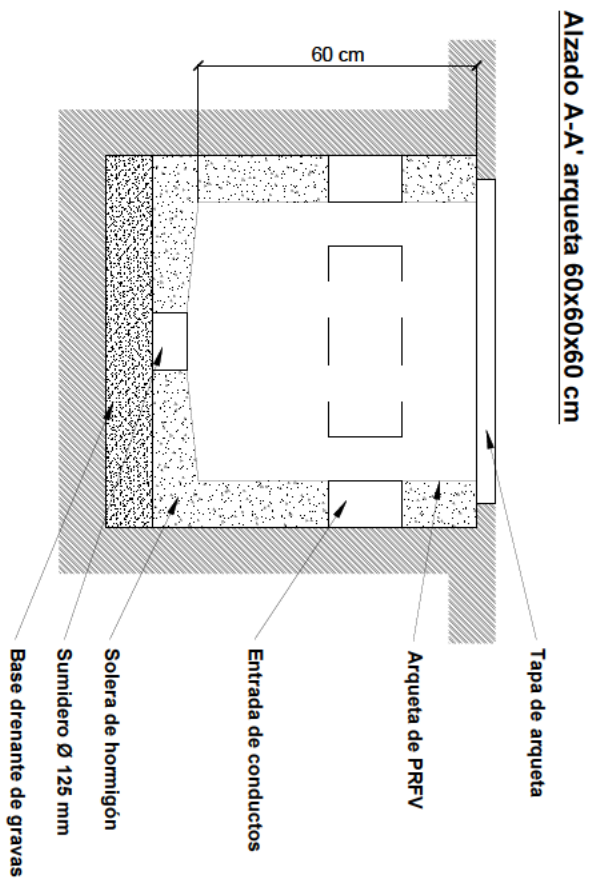 Alzado A-A' arqueta 60x60x60 cm
60 cm
Tapa de arqueta
Arqueta de PRFV
Entrada de conductos
Solera de hormigón
Sumidero Ø 125 mm
Base drenante de gravas